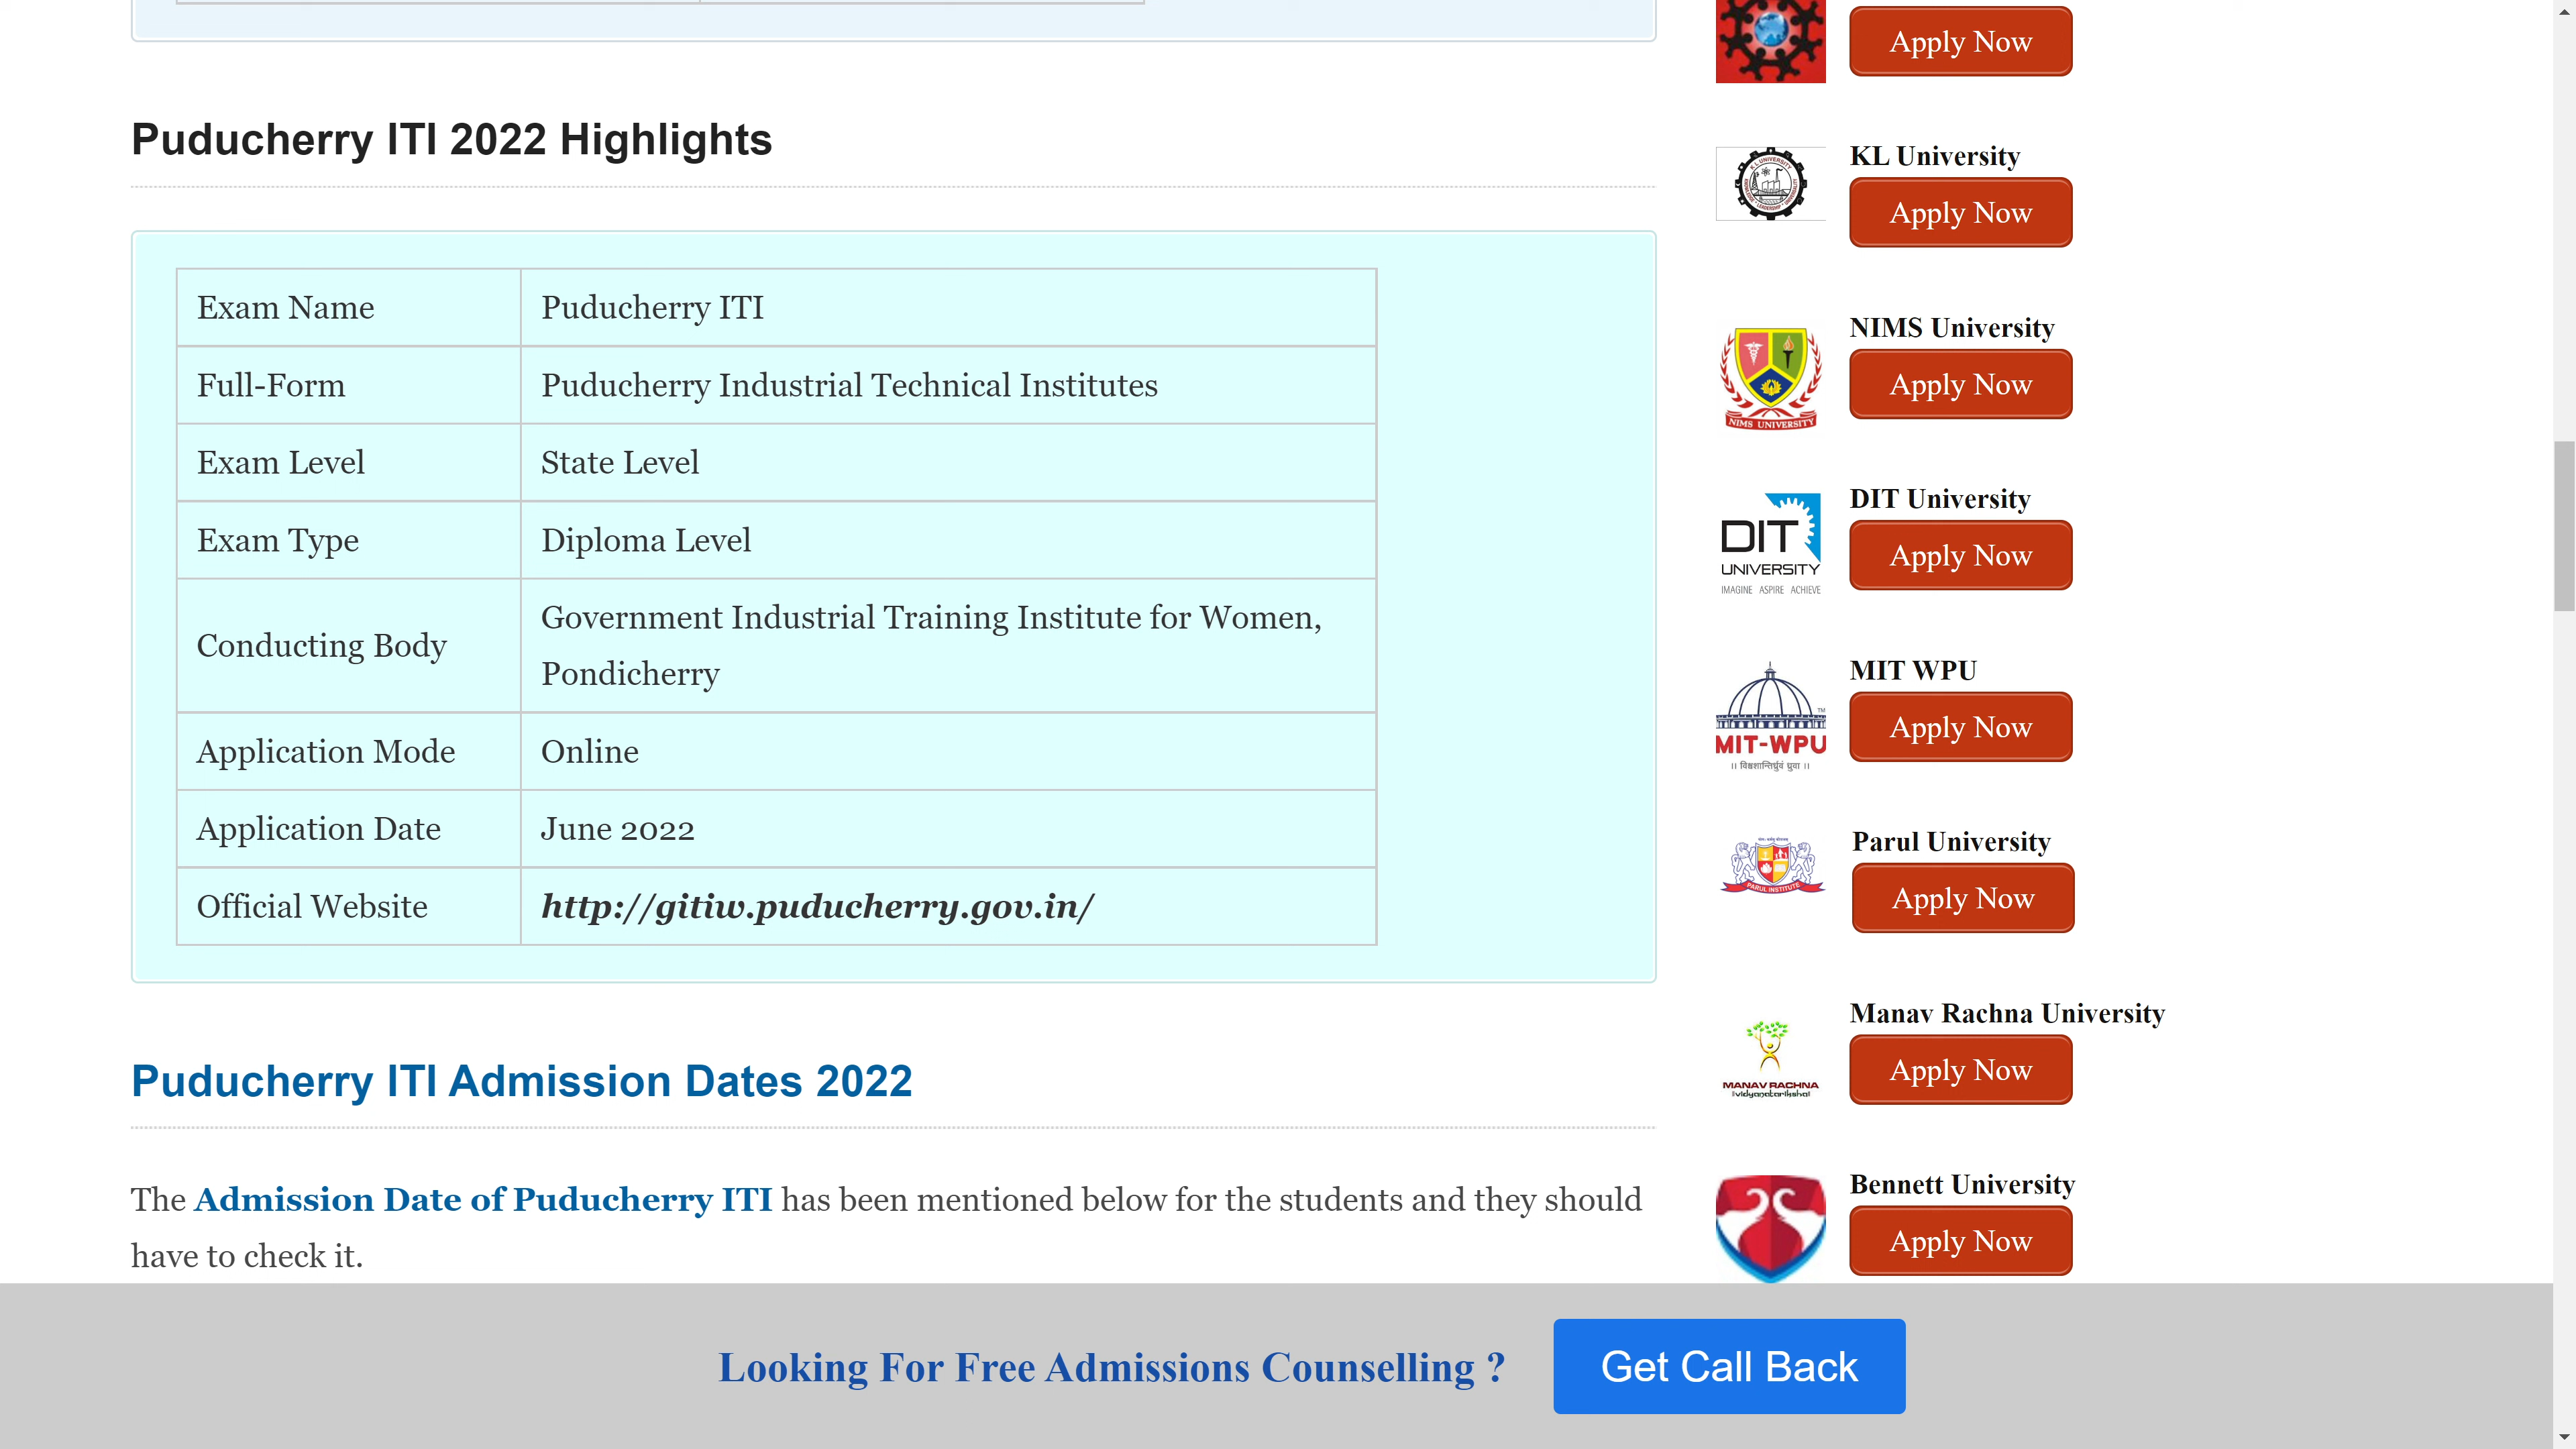 Puducherry ITI 2022 Highlights
Exam Name Puducherry ITI
Full-Form Puducherry Industrial Technical Institutes
Exam Level State Level
Exam Type Diploma Level
Conducting Body Government Industrial Training Institute for Women,
Pondicherry
Application Mode Online
Application Date June 2022
Official Website http://gitiw.puducherry.gov.in/
Puducherry ITI Admission Dates 2022
The Admission Date of Puducherry ITI has been mentioned below for the students and they should
have to check it.
Apply Now
KL University
Apply Now
NIMS University
NIMS UNIVERSITY
Apply Now
DIT University
DIT
UNIVERSITY
IMAGINE ASPIRE ACHIEVE
Apply Now
MIT WPU
MIT-WPU
TM
Apply Now
Parul University
PARUL INSTITUTE
Apply Now
Manav Rachna University
MANAV RACHNA
Apply Now
Bennett University
Apply Now
Looking For Free Admissions Counselling ?
Get Call Back